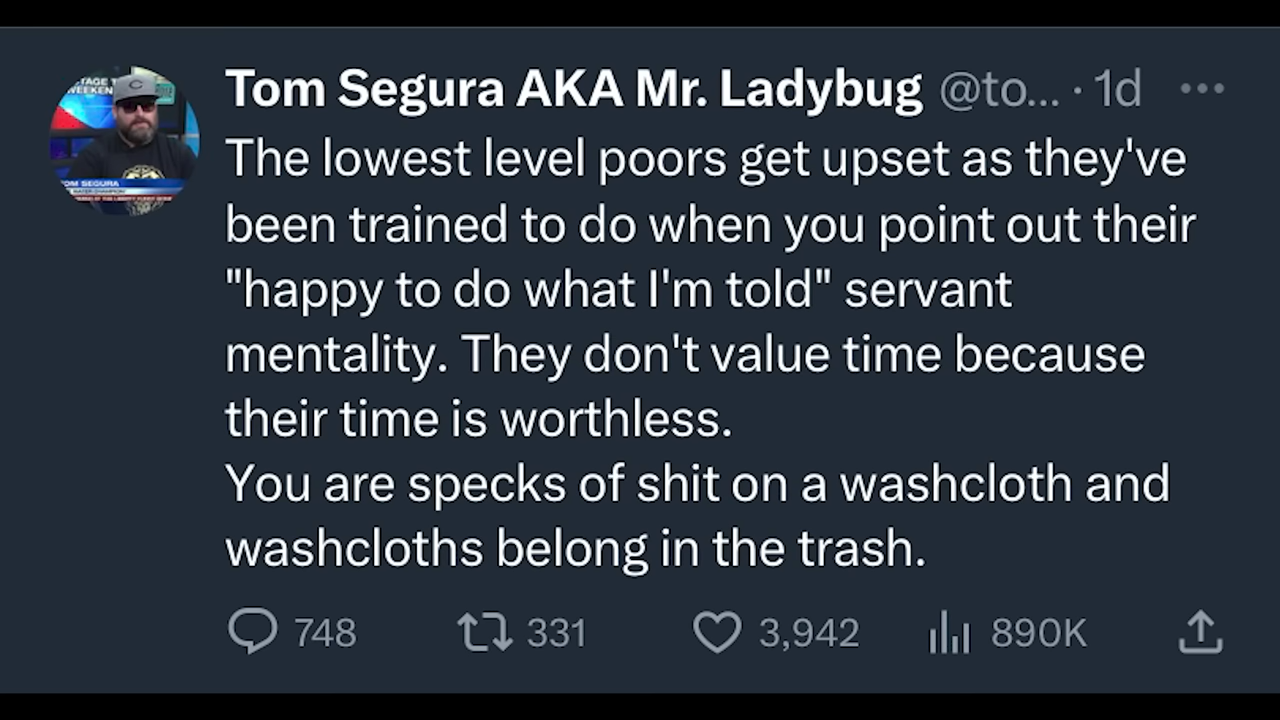 Tom Segura AKA Mr. Ladybug @to... · 1d
The lowest level poors get upset as they've
been trained to do when you point out their
"happy to do what I'm told" servant
mentality. They don't value time because
their time is worthless.
You are specks of shit on a washcloth and
washcloths belong in the trash.
748 331 3,942 890K
TOM SEGURA